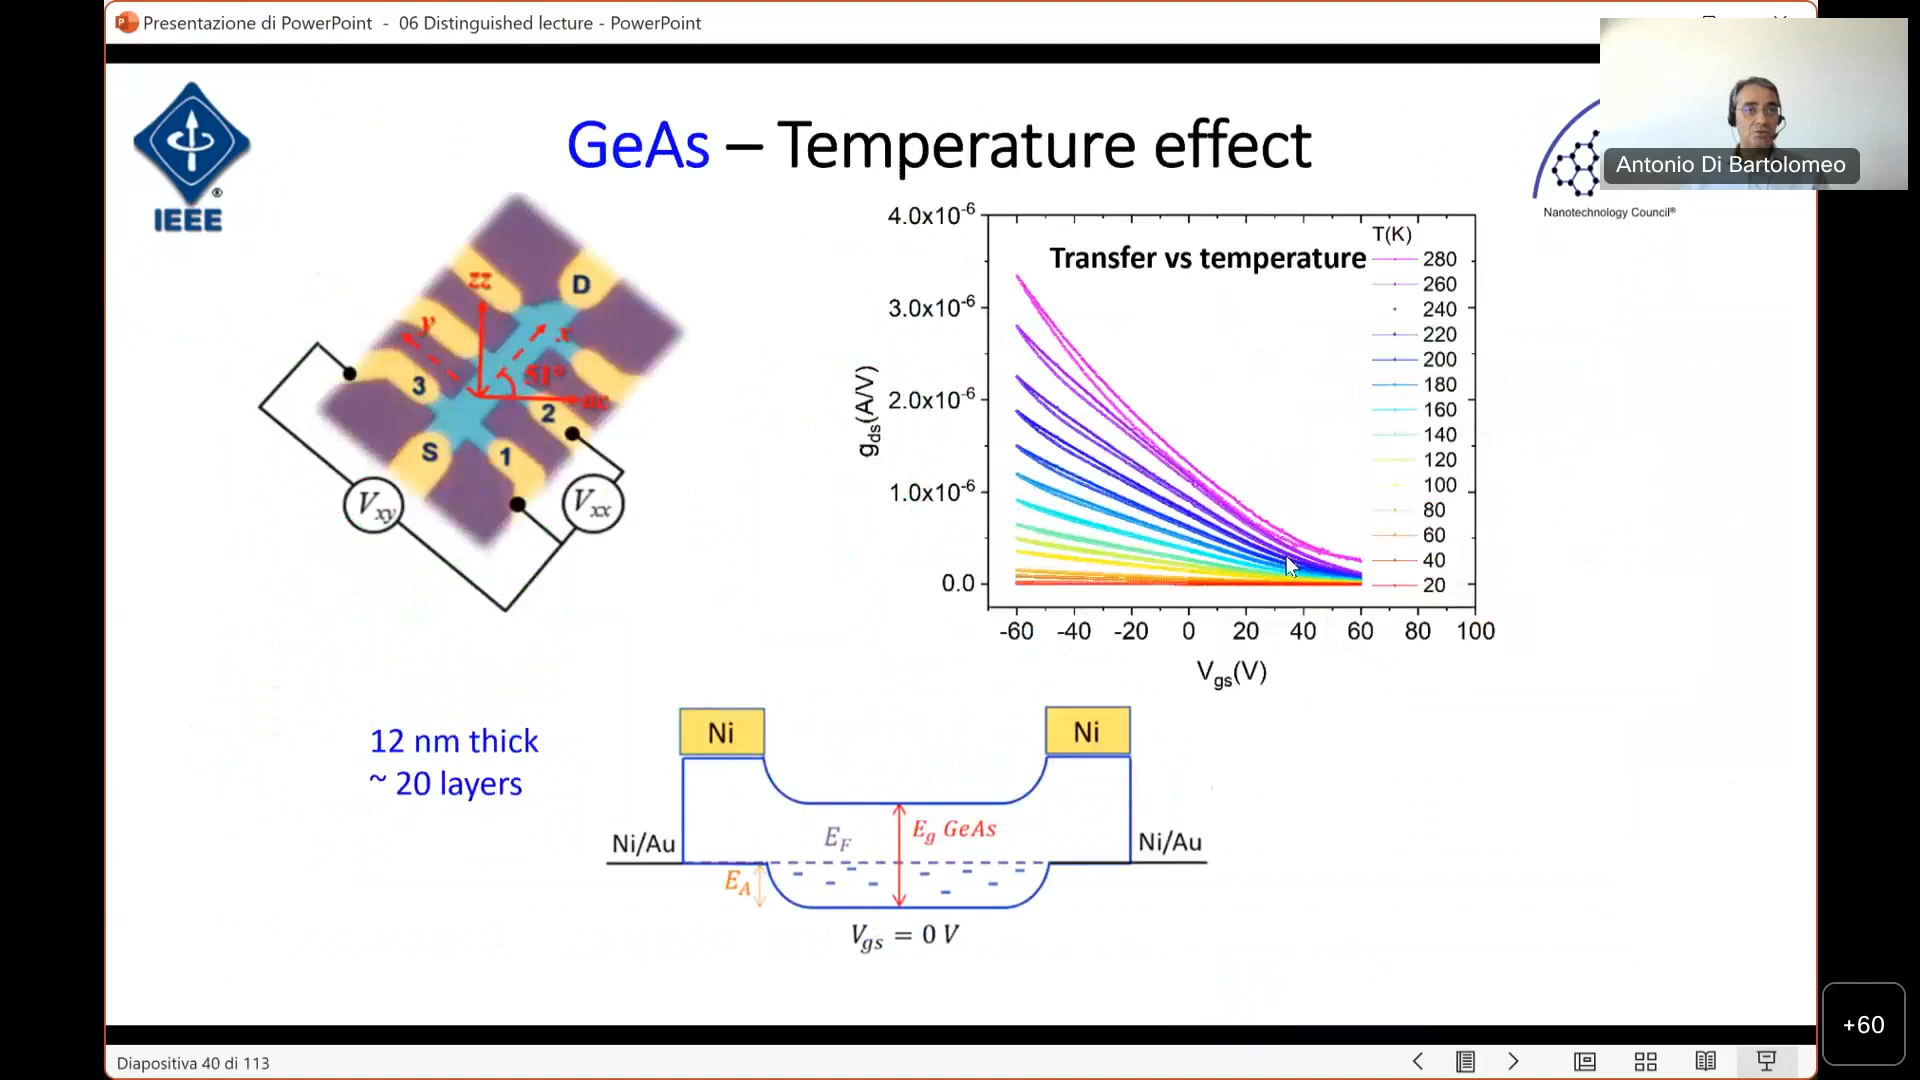 Presentazione di PowerPoint - 06 Distinguished lecture - PowerPoint
Antonio Di Bartolomeo
IEEE
®
Nanotechnology Council®
GeAs – Temperature effect
zz
D
y
x
51°
ac
3
2
S
1
Vxy
Vxx
4.0x10-6
3.0x10-6
2.0x10-6
1.0x10-6
0.0
gds(A/V)
Transfer vs temperature
T(K)
280
260
240
220
200
180
160
140
120
100
80
60
40
20
-60 -40 -20 0 20 40 60 80 100
Vgs(V)
12 nm thick
~ 20 layers
Ni
Ni
Ni/Au
EF
Eg GeAs
Ni/Au
EA
Vgs = 0 V
+60
Diapositiva 40 di 113